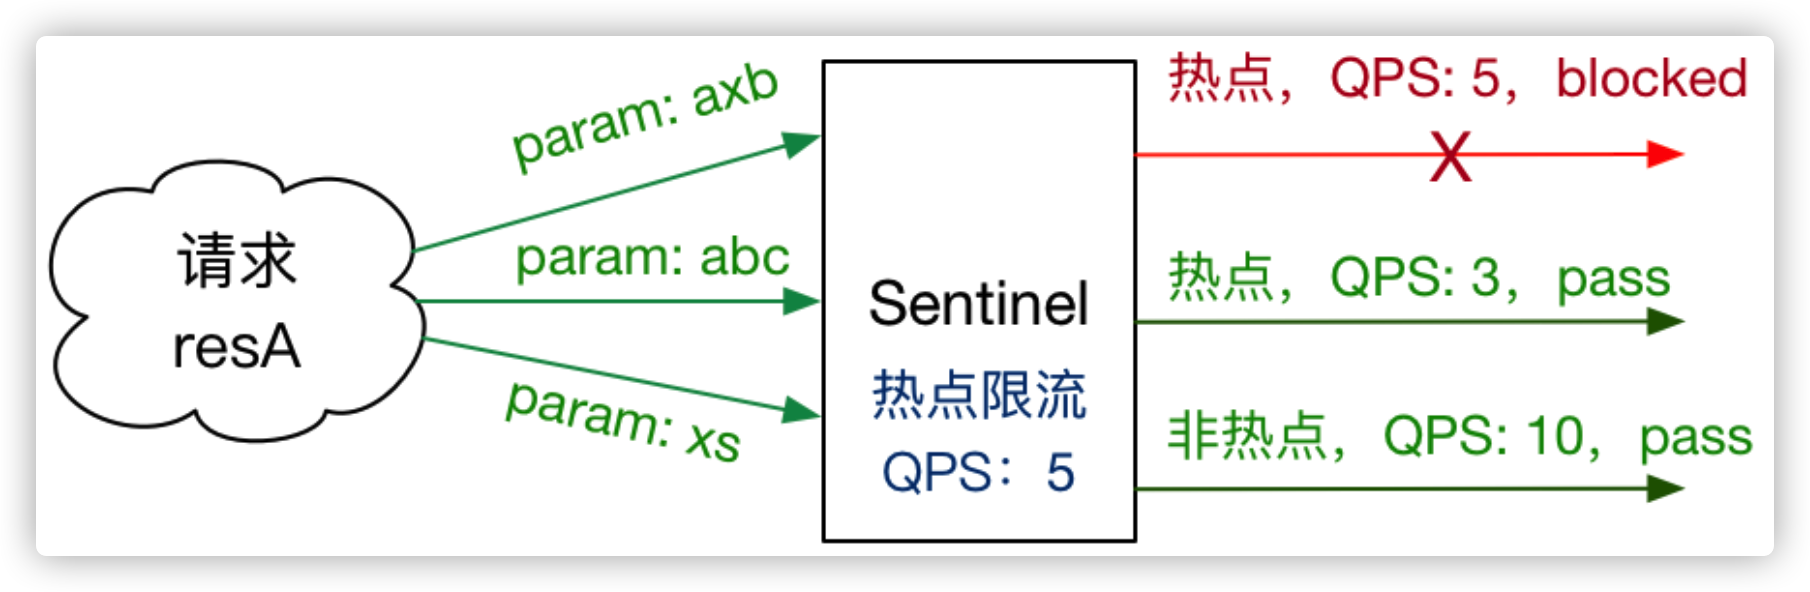 请求
resA
param: axb
param: abc
param: xs
Sentinel
热点限流
QPS：5
热点，QPS: 5，blocked
X
热点，QPS: 3，pass
非热点，QPS: 10，pass